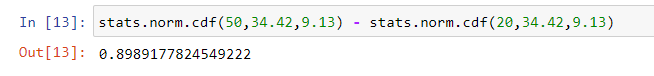 In [13]: stats.norm.cdf(50,34.42,9.13) - stats.norm.cdf(20,34.42,9.13)
Out[13]: 0.8989177824549222